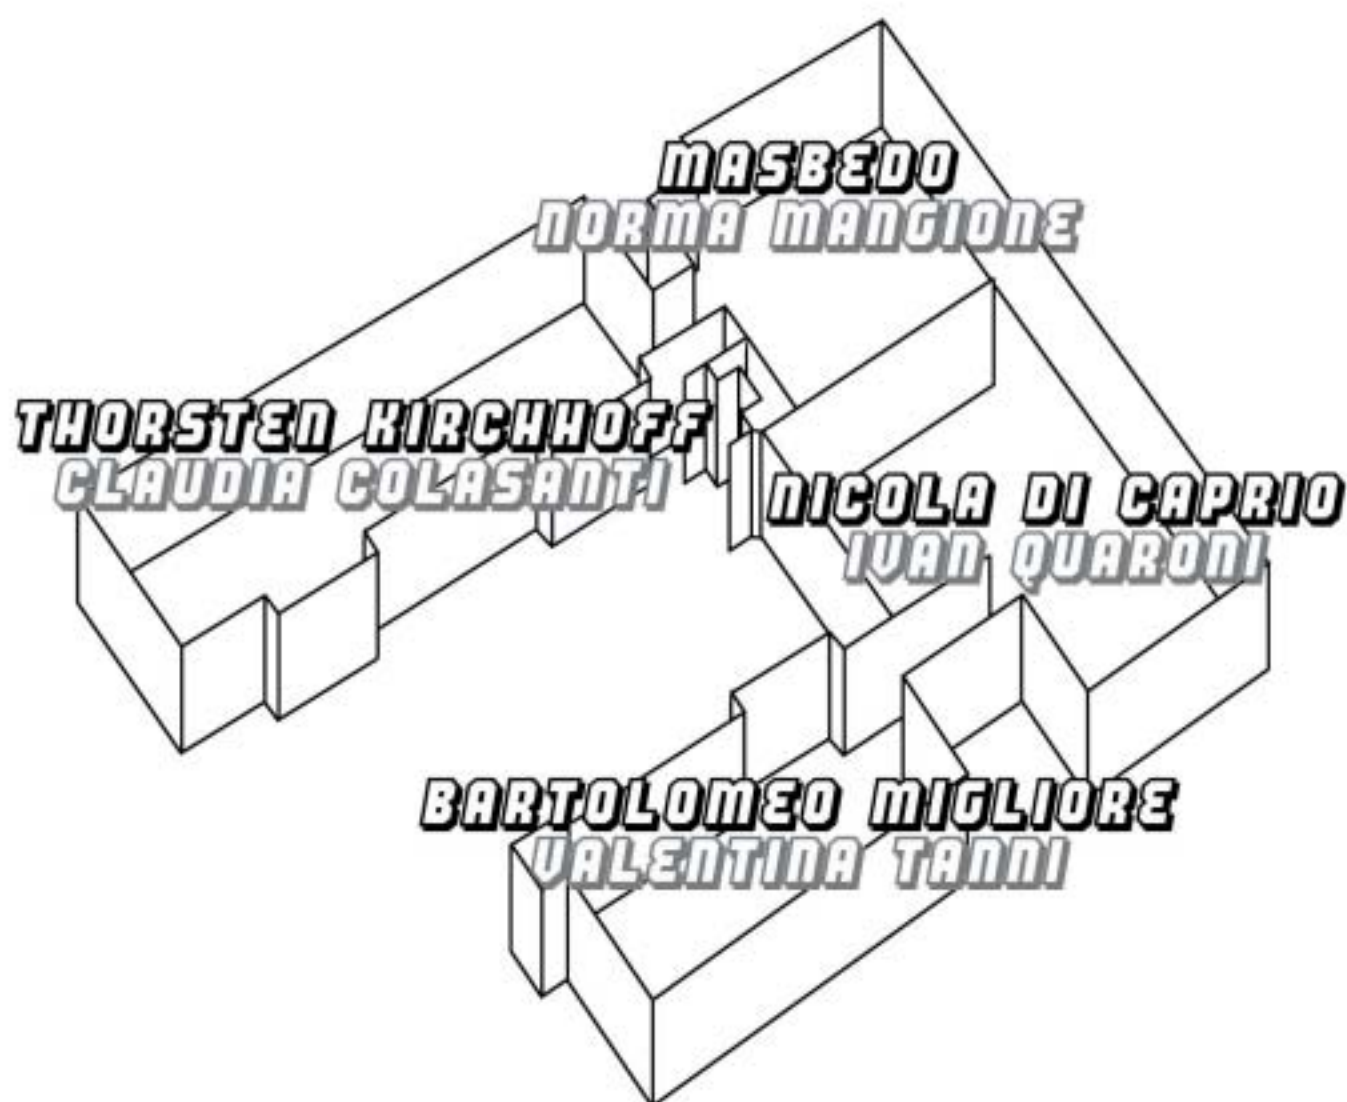 MASBEDO
NORMA MANGIONE
THORSTEN KIRCHHOFF
CLAUDIA COLASANTI
NICOLA DI CAPRIO
IVAN QUARONI
BARTOLOMEO MIGLIORE
VALENTINA TANNI